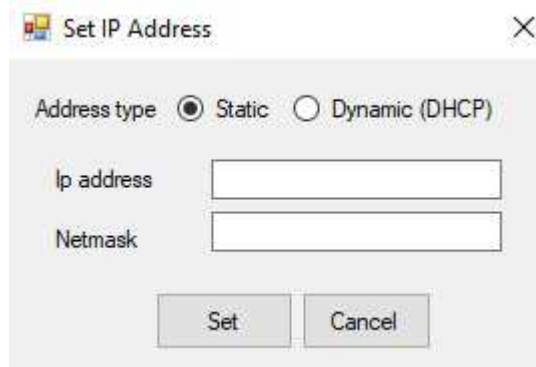 Set IP Address
Address type Static Dynamic (DHCP)
Ip address
Netmask
Set Cancel